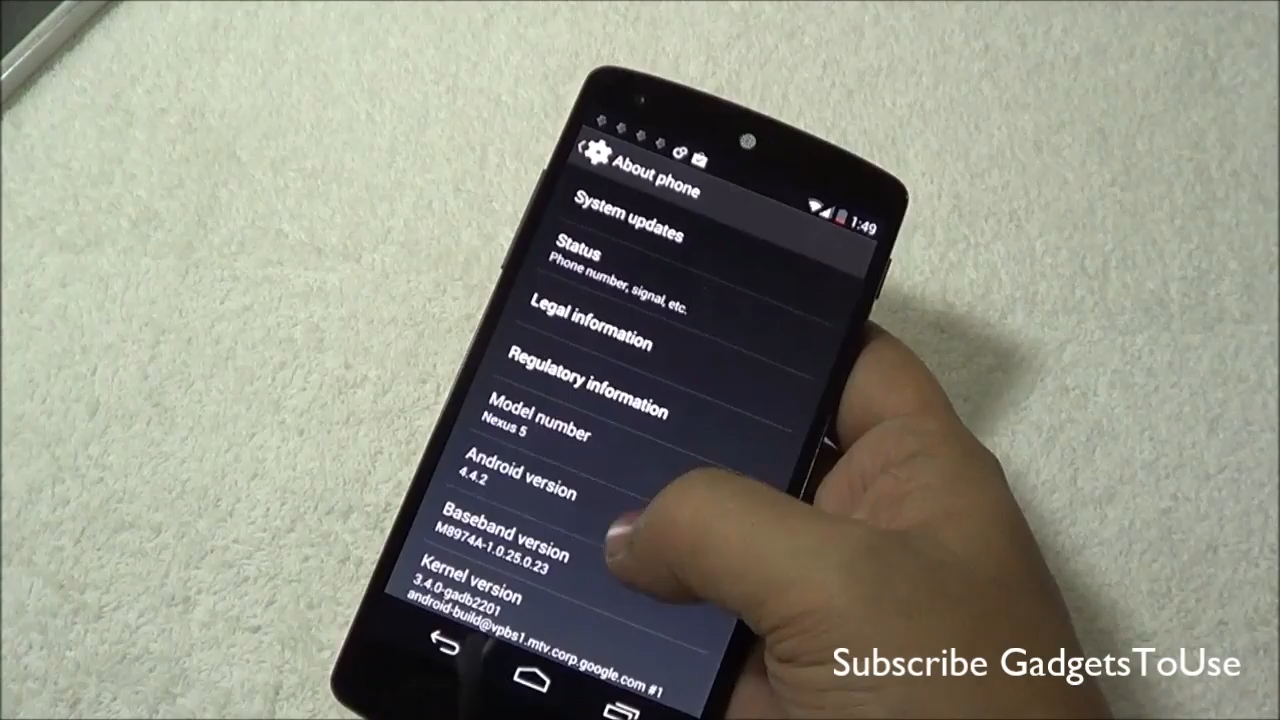 1:49
About phone
System updates
Status
Phone number, signal, etc.
Legal information
Regulatory information
Model number
Nexus 5
Android version
4.4.2
Baseband version
M8974A-1.0.25.0.23
Kernel version
3.4.0-gadb2201
android-build@vpbs1.mtv.corp.google.com #1
Subscribe GadgetsToUse